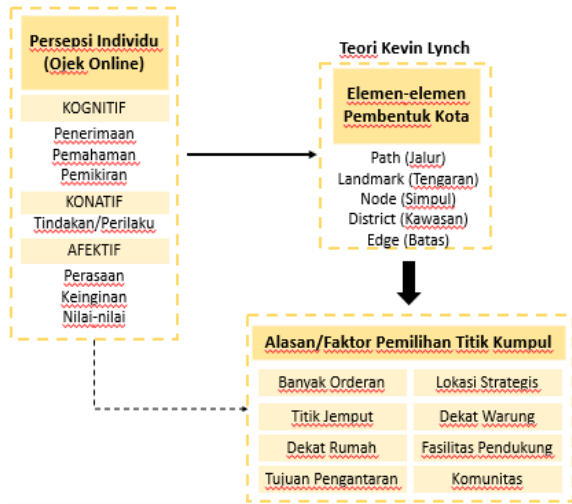 Persepsi Individu
(Ojek Online)
KOGNITIF
Penerimaan
Pemahaman
Pemikiran
KONATIF
Tindakan/Perilaku
AFEKTIF
Perasaan
Keinginan
Nilai-nilai
Teori Kevin Lynch
Elemen-elemen
Pembentuk Kota
Path (Jalur)
Landmark (Tengaran)
Node (Simpul)
District (Kawasan)
Edge (Batas)
Alasan/Faktor Pemilihan Titik Kumpul
Banyak Orderan
Lokasi Strategis
Titik Jemput
Dekat Warung
Dekat Rumah
Fasilitas Pendukung
Tujuan Pengantaran
Komunitas